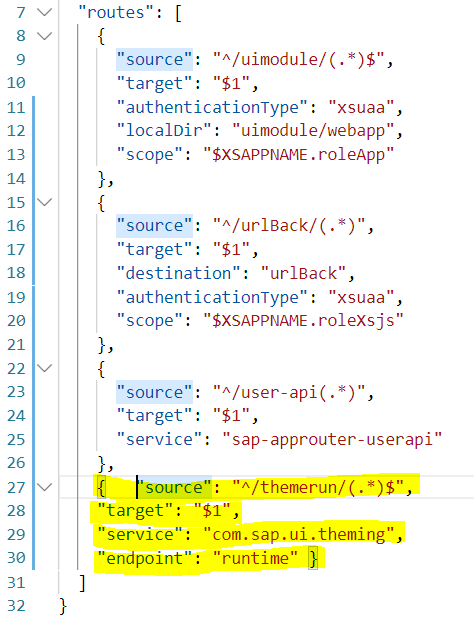 7 "routes": [
8 {
9 "source": "^/uimodule/(.*)$",
10 "target": "$1",
11 "authenticationType": "xsuaa",
12 "localDir": "uimodule/webapp",
13 "scope": "$XSAPPNAME.roleApp"
14 },
15 {
16 "source": "^/urlBack/(.*)",
17 "target": "$1",
18 "destination": "urlBack",
19 "authenticationType": "xsuaa",
20 "scope": "$XSAPPNAME.roleXsjs"
21 },
22 {
23 "source": "^/user-api(.*)",
24 "target": "$1",
25 "service": "sap-approuter-userapi"
26 },
27 { "source": "^/themerun/(.*)$",
28 "target": "$1",
29 "service": "com.sap.ui.theming",
30 "endpoint": "runtime" }
31 ]
32 }